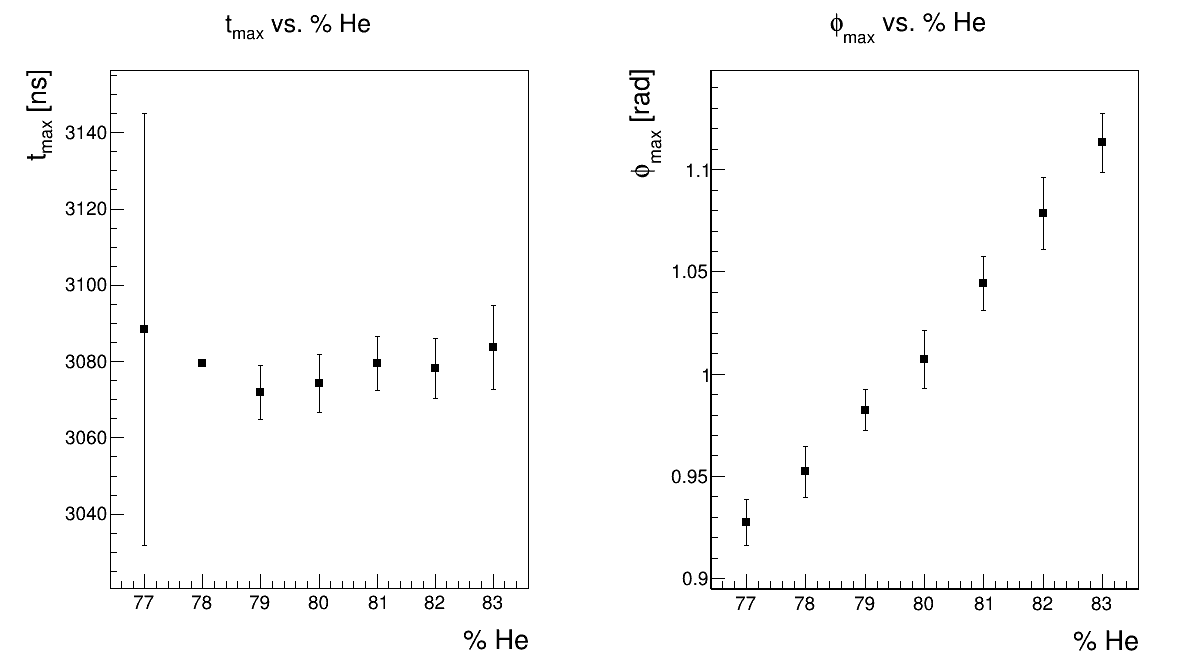 t_max vs. % He
t_max [ns]
3140
3120
3100
3080
3060
3040
77 78 79 80 81 82 83
% He
ϕ_max vs. % He
ϕ_max [rad]
1.1
1.05
1
0.95
0.9
77 78 79 80 81 82 83
% He